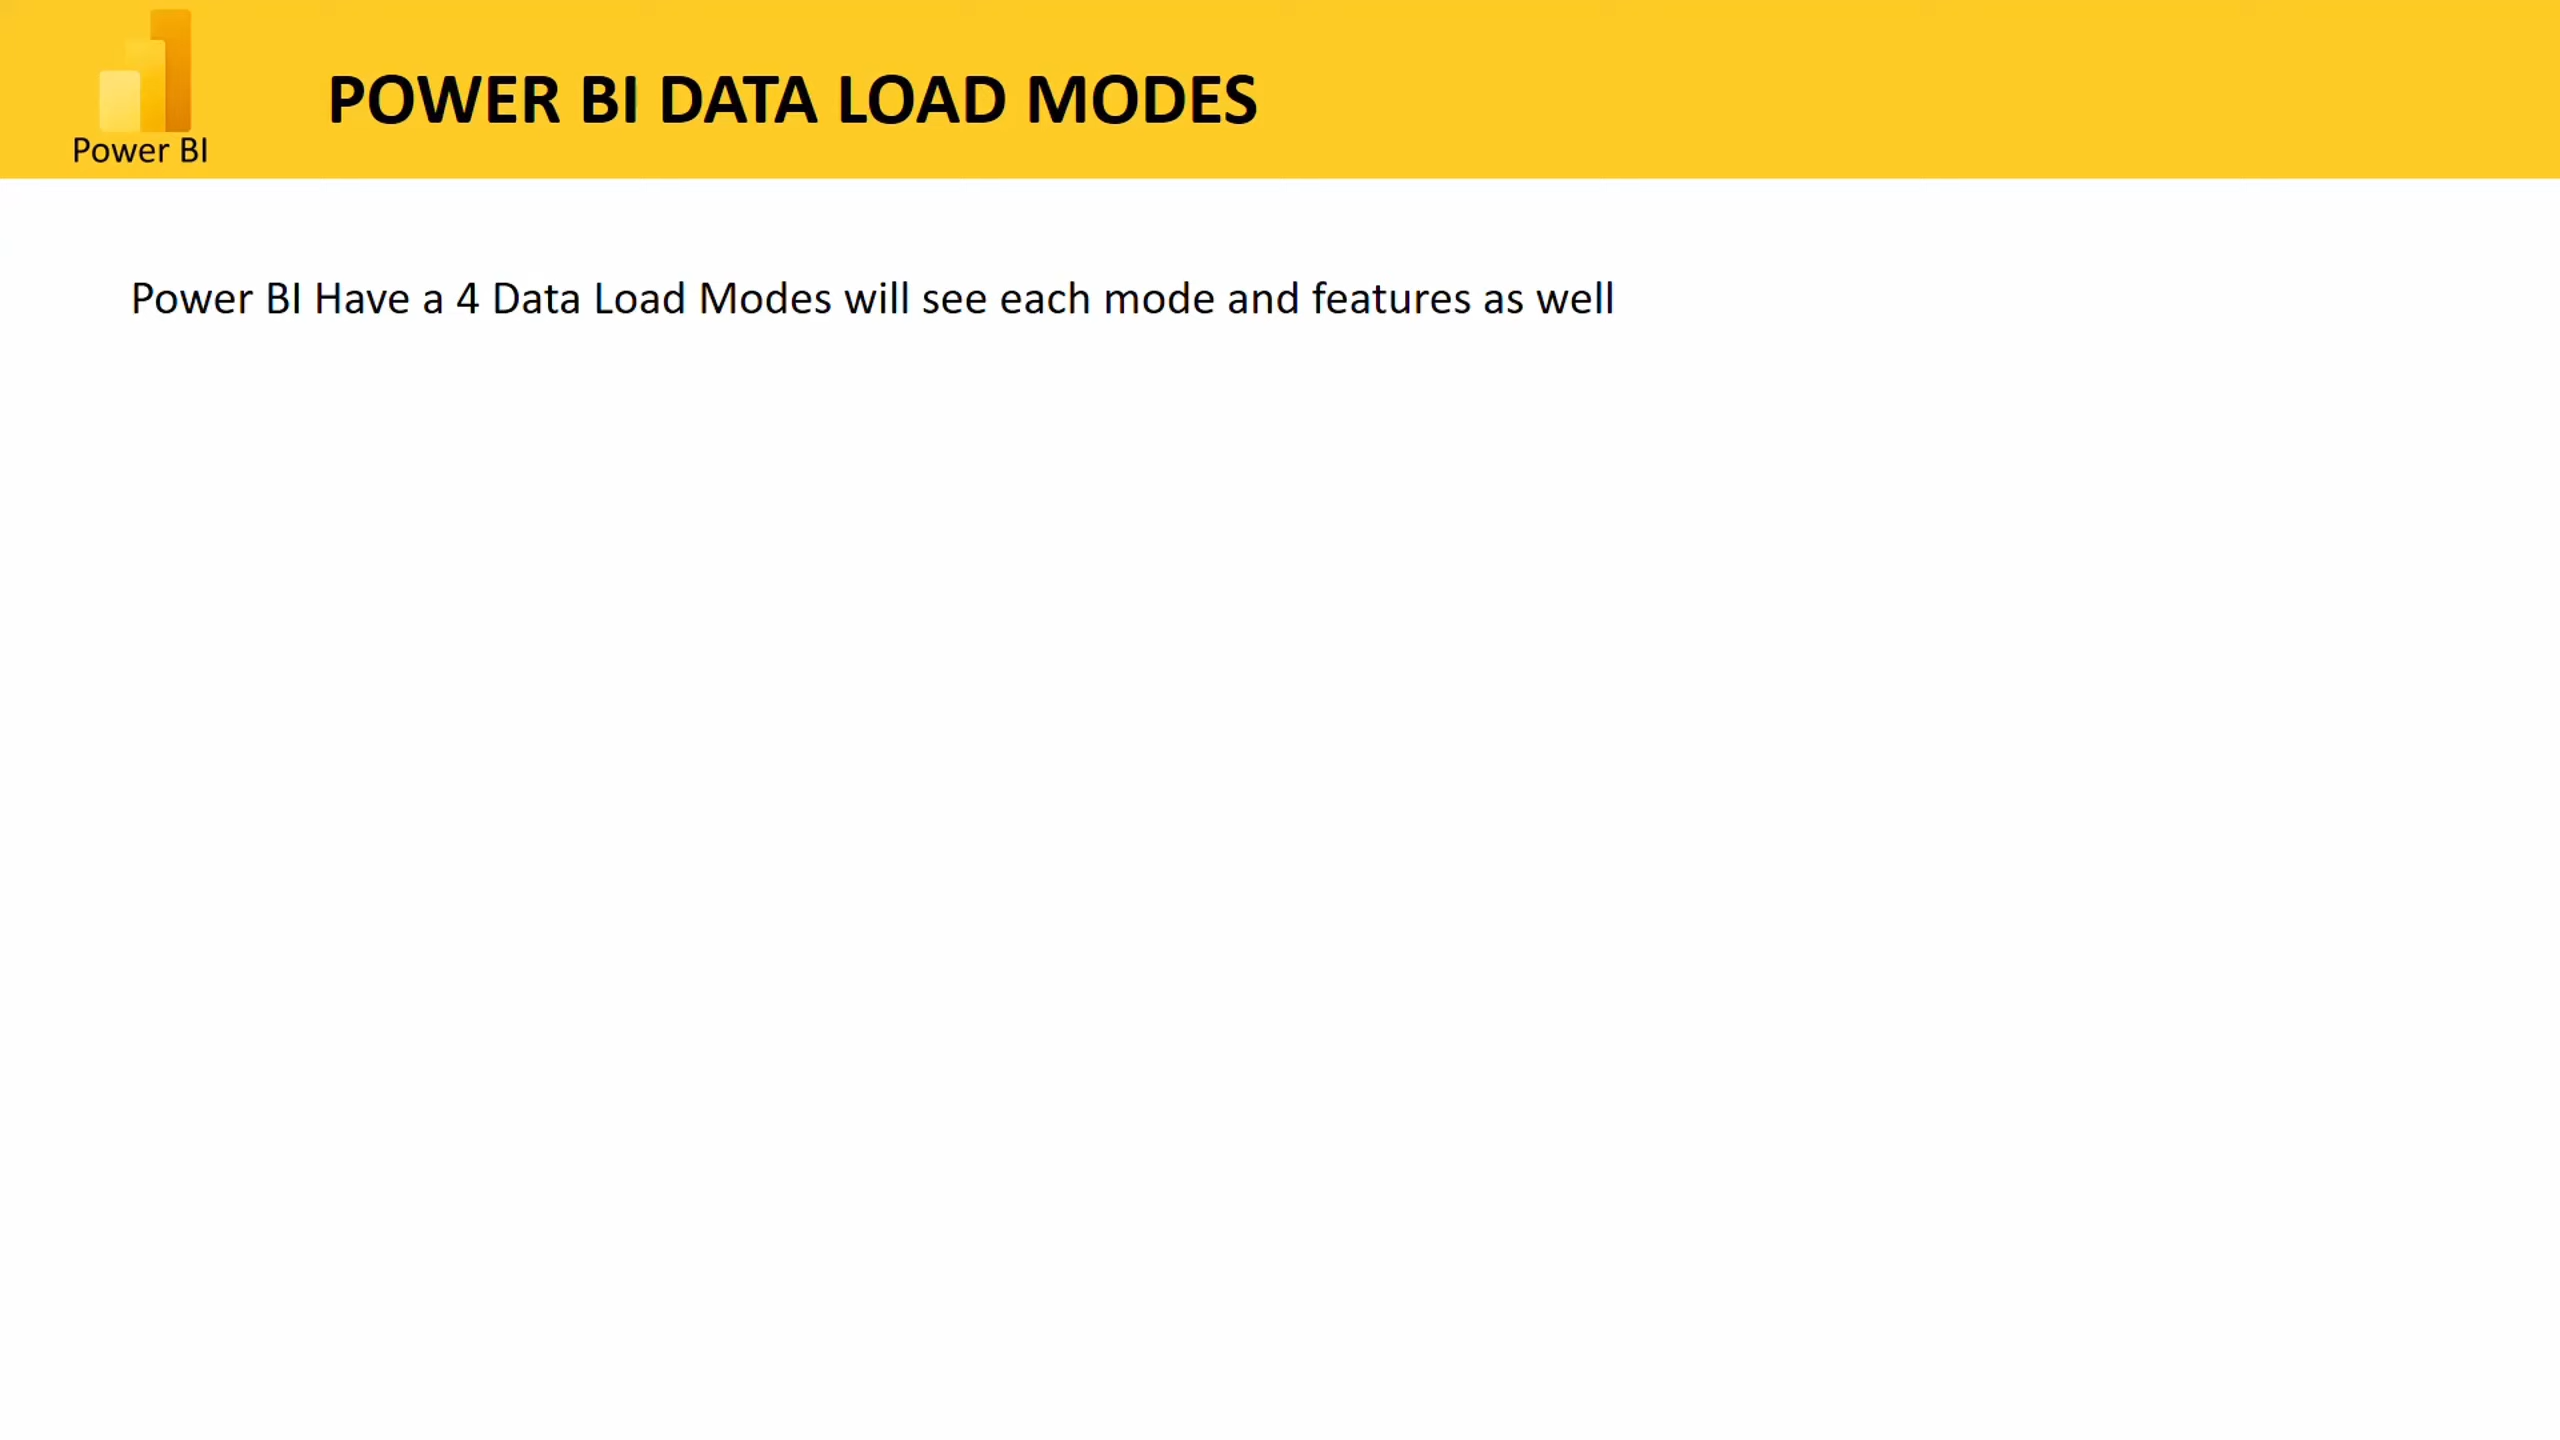 POWER BI DATA LOAD MODES
Power BI
Power BI Have a 4 Data Load Modes will see each mode and features as well